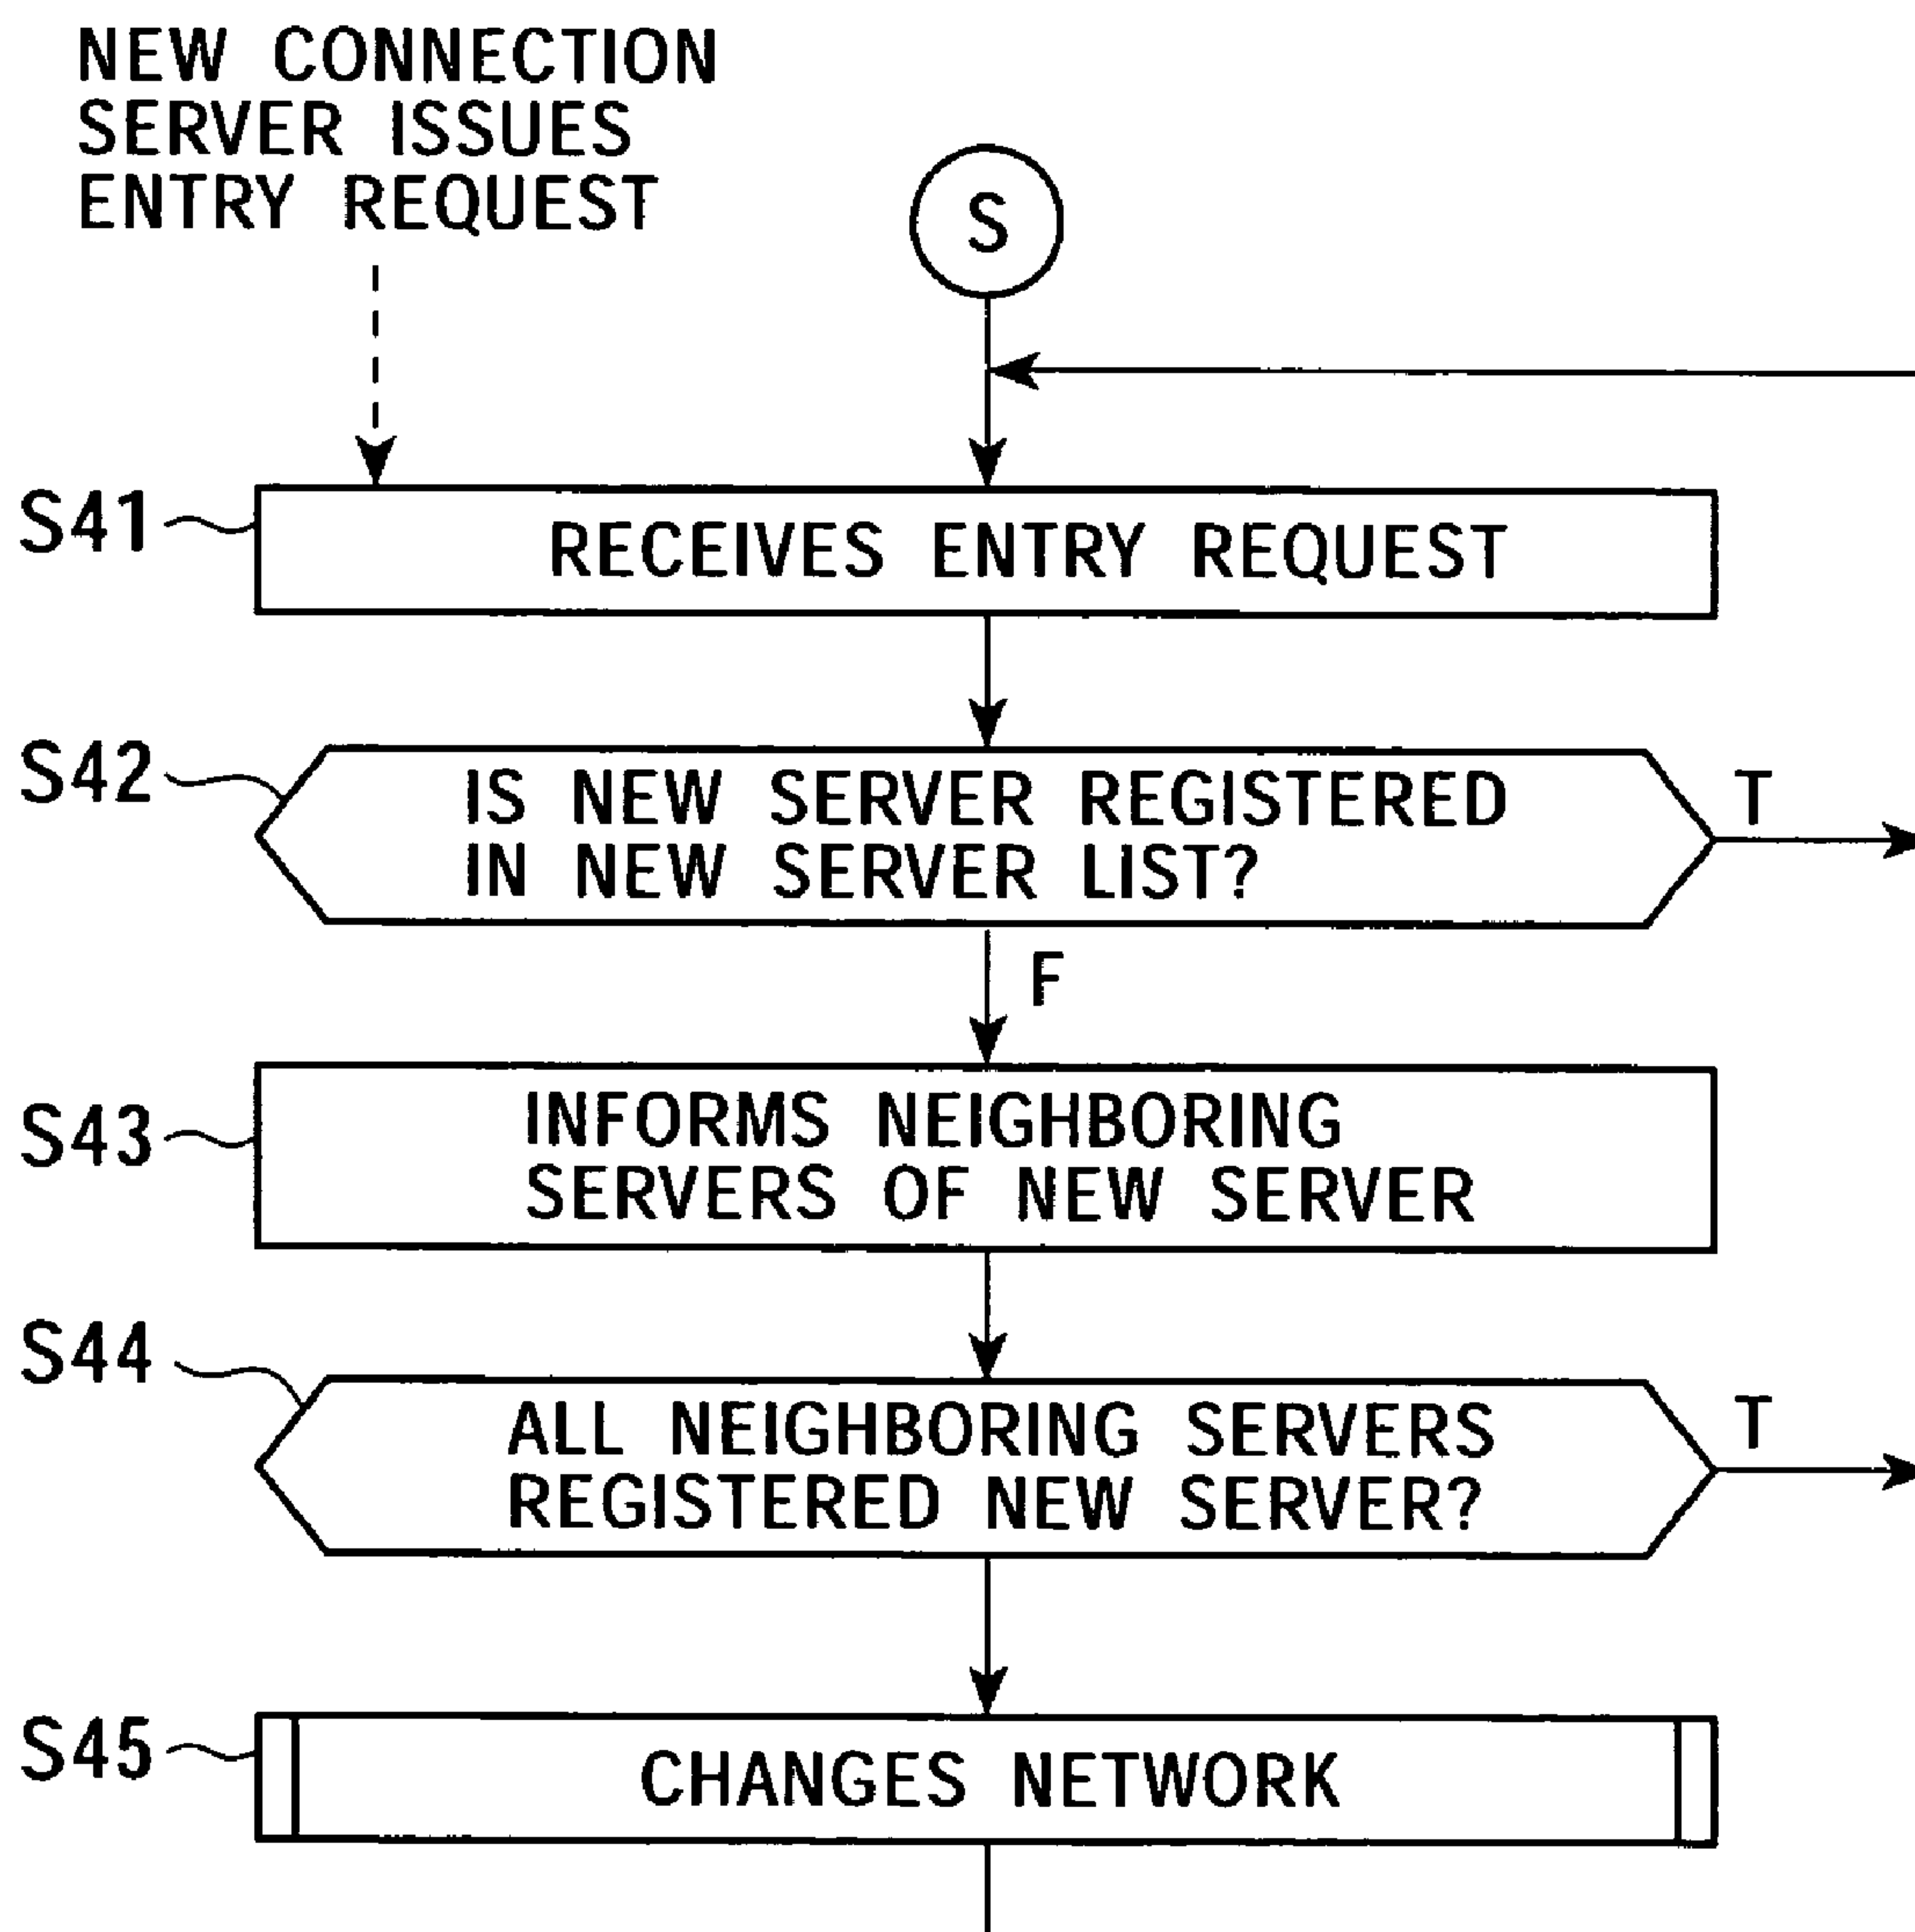 NEW CONNECTION
SERVER ISSUES
ENTRY REQUEST
S
S41
RECEIVES ENTRY REQUEST
S42
IS NEW SERVER REGISTERED
IN NEW SERVER LIST?
T
F
S43
INFORMS NEIGHBORING
SERVERS OF NEW SERVER
S44
ALL NEIGHBORING SERVERS
REGISTERED NEW SERVER?
T
S45
CHANGES NETWORK